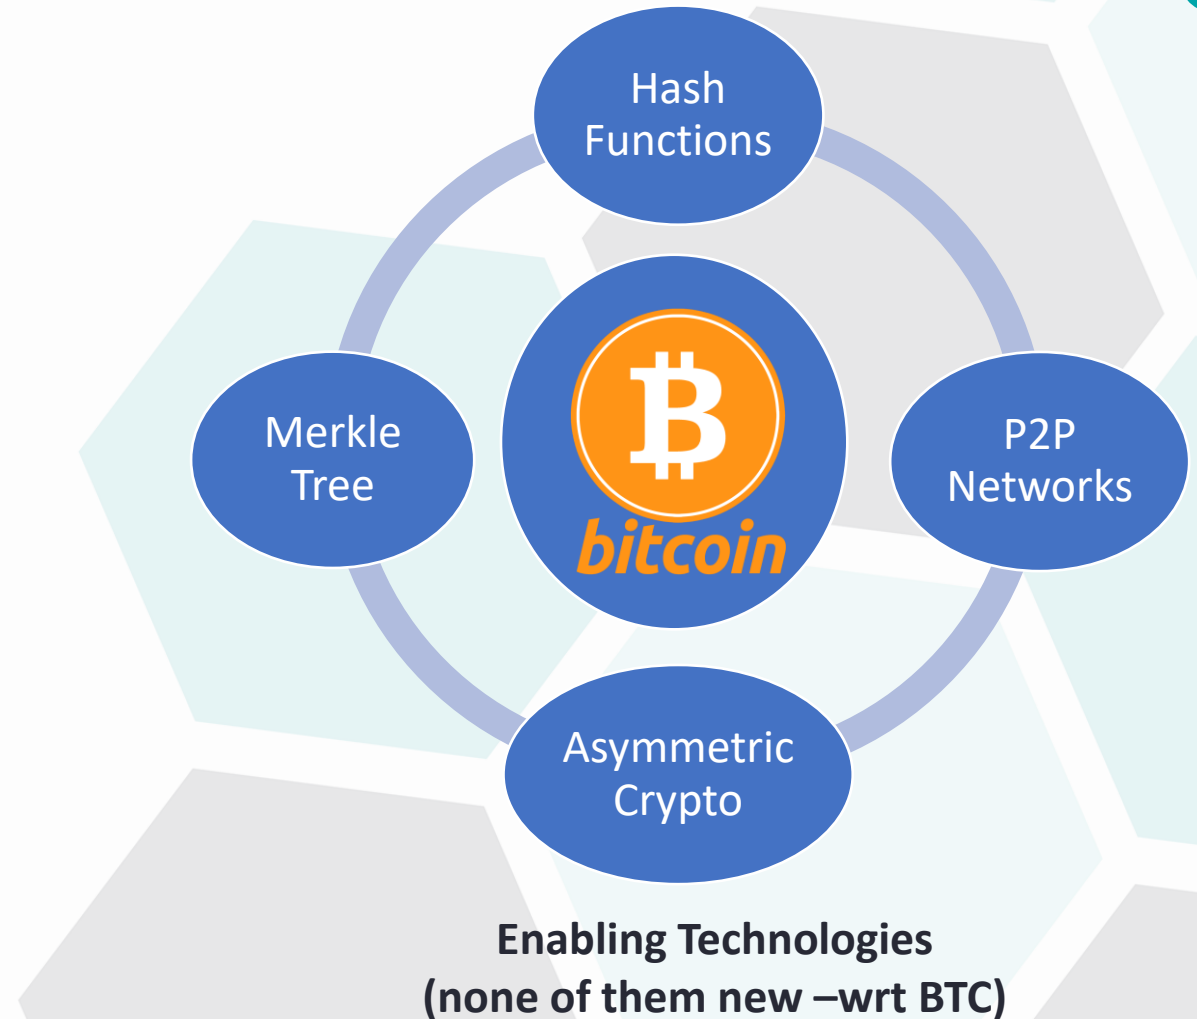 Hash
Functions
Merkle
Tree
₿
bitcoin
P2P
Networks
Asymmetric
Crypto
Enabling Technologies
(none of them new –wrt BTC)